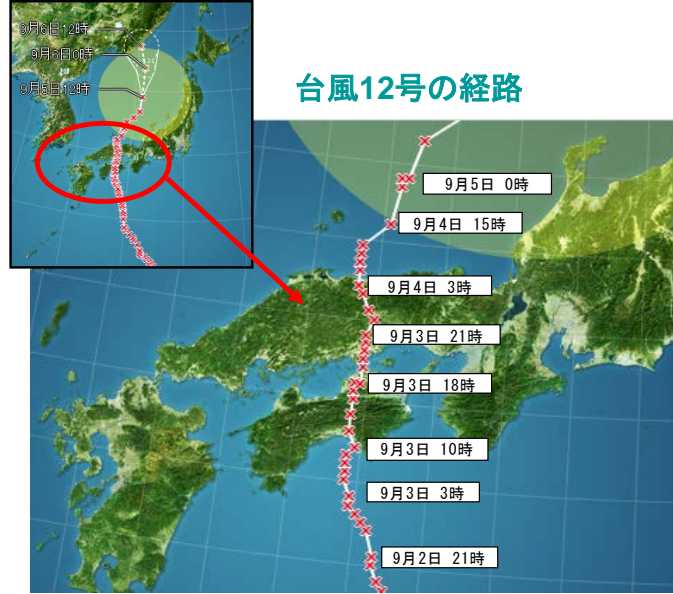 9月6日12時
9月6日0時
9月5日12時
台風12号の経路
9月5日 0時
9月4日 15時
9月4日 3時
9月3日 21時
9月3日 18時
9月3日 10時
9月3日 3時
9月2日 21時